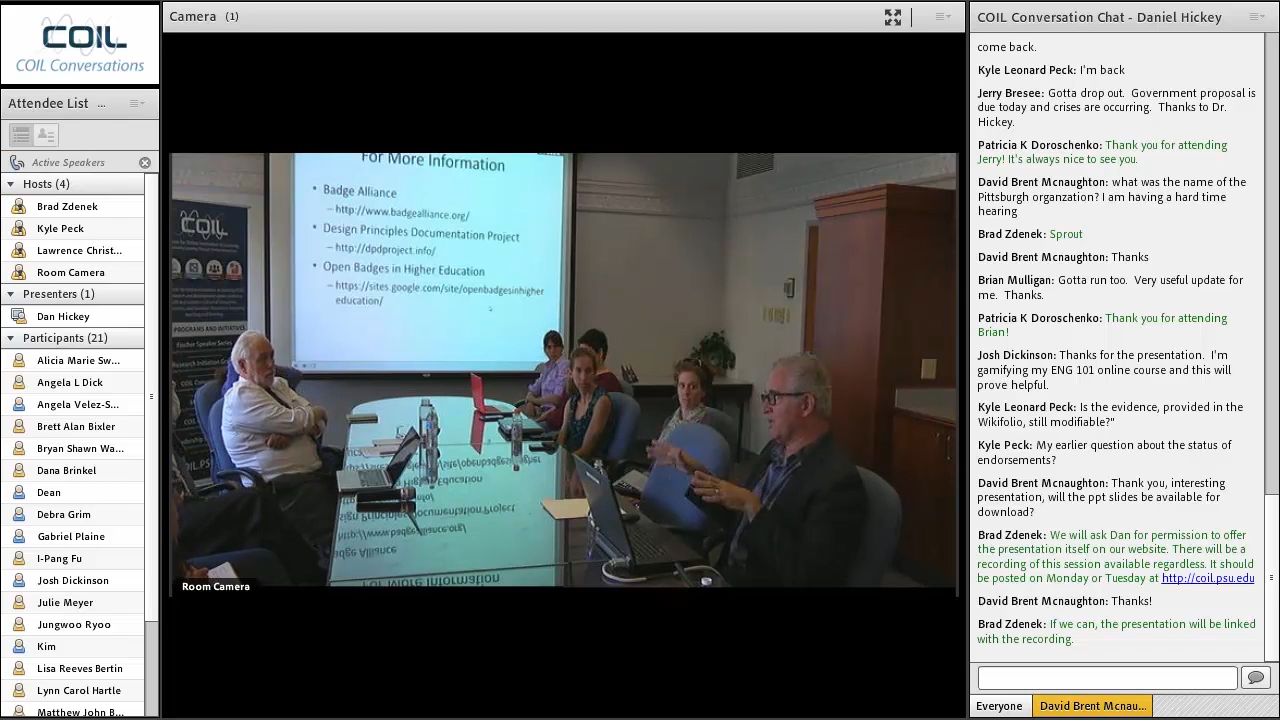 COIL
COIL Conversations
Attendee List ...
Active Speakers
Hosts (4)
Brad Zdenek
Kyle Peck
Lawrence Christ...
Room Camera
Presenters (1)
Dan Hickey
Participants (21)
Alicia Marie Sw...
Angela L Dick
Angela Velez-S...
Brett Alan Bixler
Bryan Shawn Wa...
Dana Brinkel
Dean
Debra Grim
Gabriel Plaine
I-Pang Fu
Josh Dickinson
Julie Meyer
Jungwoo Ryoo
Kim
Lisa Reeves Bertin
Lynn Carol Hartle
Matthew John B...
Camera (1)
For More Information
• Badge Alliance
– http://www.badgealliance.org/
• Design Principles Documentation Project
– http://dpdproject.info/
• Open Badges in Higher Education
– https://sites.google.com/site/openbadgesinhigher
education/
COIL
PROGRAMS AND INITIATIVES
Fischer Speaker Series
Research Initiation Gr
COIL.PS
Room Camera
COIL Conversation Chat - Daniel Hickey
come back.
Kyle Leonard Peck: I'm back
Jerry Bresee: Gotta drop out. Government proposal is
due today and crises are occurring. Thanks to Dr.
Hickey.
Patricia K Doroschenko: Thank you for attending
Jerry! It's always nice to see you.
David Brent Mcnaughton: what was the name of the
Pittsburgh organzation? I am having a hard time
hearing
Brad Zdenek: Sprout
David Brent Mcnaughton: Thanks
Brian Mulligan: Gotta run too. Very useful update for
me. Thanks
Patricia K Doroschenko: Thank you for attending
Brian!
Josh Dickinson: Thanks for the presentation. I'm
gamifying my ENG 101 online course and this will
prove helpful.
Kyle Leonard Peck: Is the evidence, provided in the
Wikifolio, still modifiable?"
Kyle Peck: My earlier question about the status of
endorsements?
David Brent Mcnaughton: Thank you, interesting
presentation, will the ppt slides be available for
download?
Brad Zdenek: We will ask Dan for permission to offer
the presentation itself on our website. There will be a
recording of this session available regardless. It should
be posted on Monday or Tuesday at http://coil.psu.edu
David Brent Mcnaughton: Thanks!
Brad Zdenek: If we can, the presentation will be linked
with the recording.
Everyone
David Brent Mcnau...